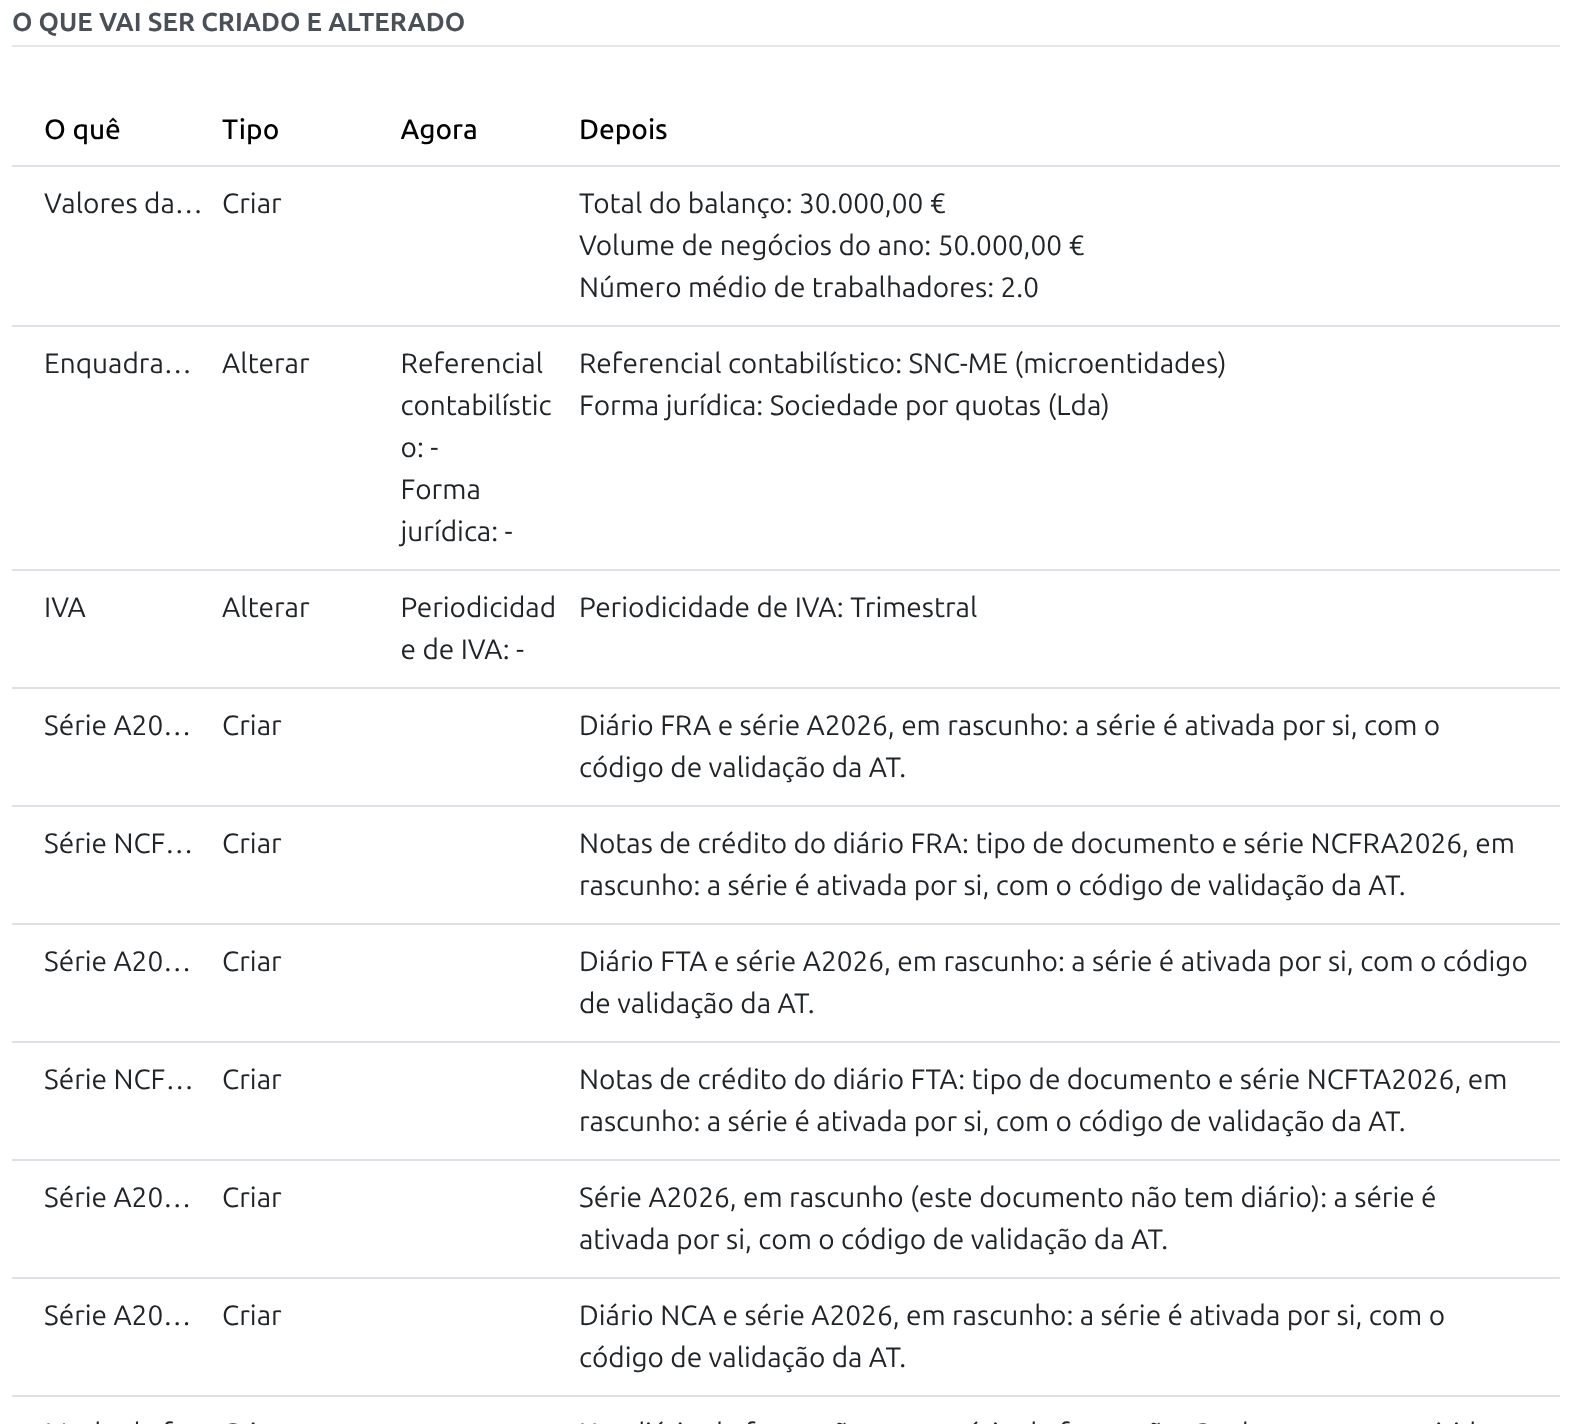 O QUE VAI SER CRIADO E ALTERADO
O quê Tipo Agora Depois
Valores da… Criar Total do balanço: 30.000,00 €
Volume de negócios do ano: 50.000,00 €
Número médio de trabalhadores: 2.0
Enquadra… Alterar Referencial Referencial contabilístico: SNC-ME (microentidades)
contabilístic Forma jurídica: Sociedade por quotas (Lda)
o: -
Forma
jurídica: -
IVA Alterar Periodicidad Periodicidade de IVA: Trimestral
e de IVA: -
Série A20… Criar Diário FRA e série A2026, em rascunho: a série é ativada por si, com o
código de validação da AT.
Série NCF… Criar Notas de crédito do diário FRA: tipo de documento e série NCFRA2026, em
rascunho: a série é ativada por si, com o código de validação da AT.
Série A20… Criar Diário FTA e série A2026, em rascunho: a série é ativada por si, com o código
de validação da AT.
Série NCF… Criar Notas de crédito do diário FTA: tipo de documento e série NCFTA2026, em
rascunho: a série é ativada por si, com o código de validação da AT.
Série A20… Criar Série A2026, em rascunho (este documento não tem diário): a série é
ativada por si, com o código de validação da AT.
Série A20… Criar Diário NCA e série A2026, em rascunho: a série é ativada por si, com o
código de validação da AT.